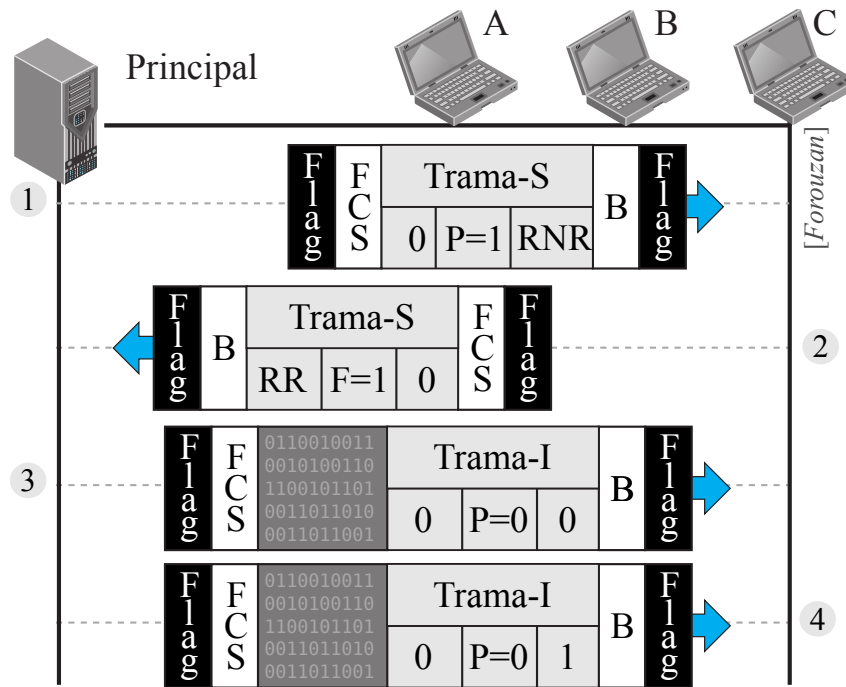 Principal
A
B
C
[Forouzan]
1
Flag
FCS
Trama-S
0 P=1 RNR
B
Flag
2
Flag
B
Trama-S
RR F=1 0
FCS
Flag
3
Flag
FCS
0110010011
0010100110
1100101101
0011011010
0011011001
Trama-I
0 P=0 0
B
Flag
4
Flag
FCS
0110010011
0010100110
1100101101
0011011010
0011011001
Trama-I
0 P=0 1
B
Flag